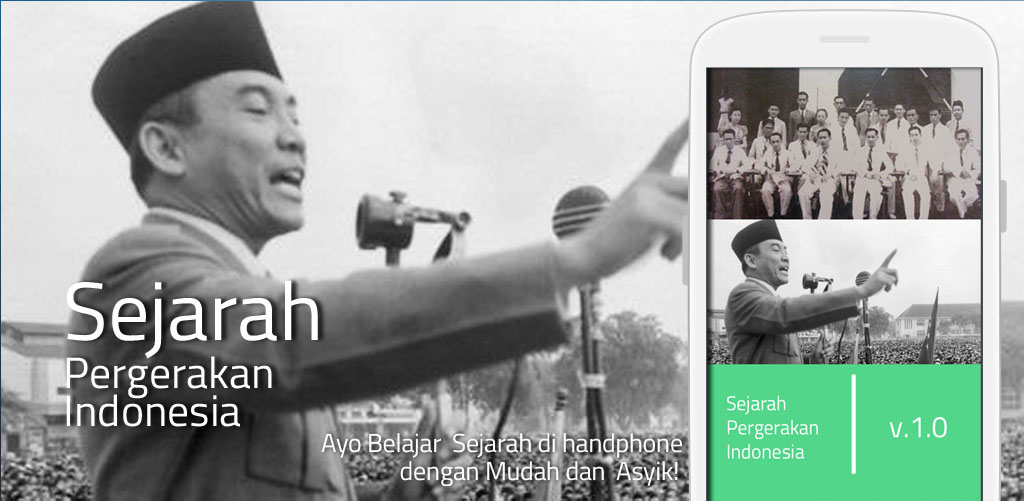 Sejarah
Pergerakan
Indonesia
Ayo Belajar Sejarah di handphone
dengan Mudah dan Asyik!
Sejarah
Pergerakan
Indonesia
v.1.0